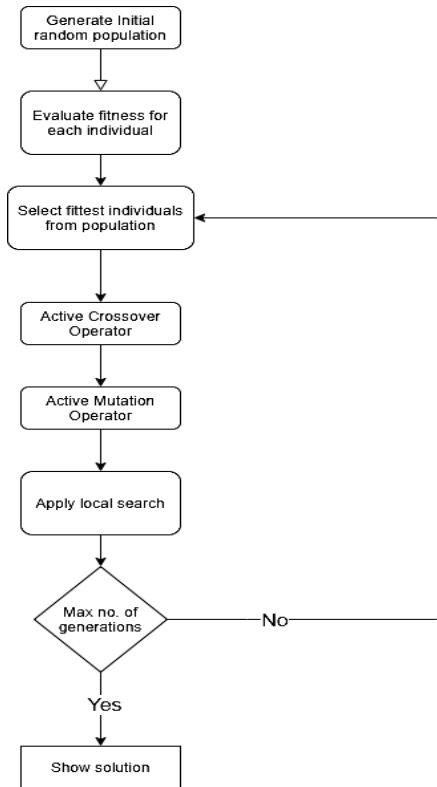 Generate Initial
random population
Evaluate fitness for
each individual
Select fittest individuals
from population
Active Crossover
Operator
Active Mutation
Operator
Apply local search
Max no. of
generations
No
Yes
Show solution